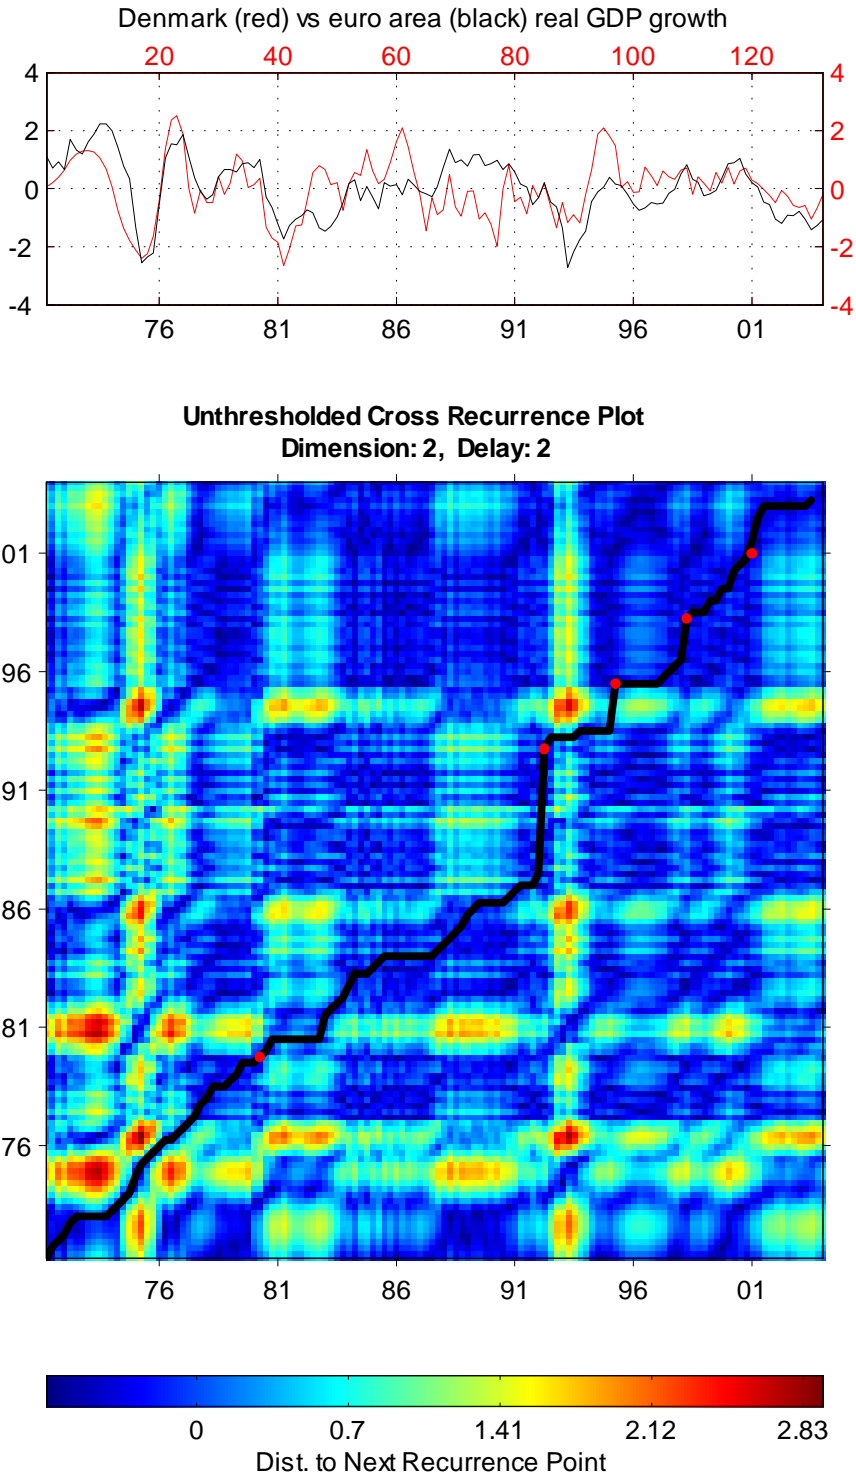 Denmark (red) vs euro area (black) real GDP growth
20 40 60 80 100 120
4 4
2 2
0 0
-2 -2
-4 -4
76 81 86 91 96 01
Unthresholded Cross Recurrence Plot
Dimension: 2, Delay: 2
01
96
91
86
81
76
76 81 86 91 96 01
0 0.7 1.41 2.12 2.83
Dist. to Next Recurrence Point